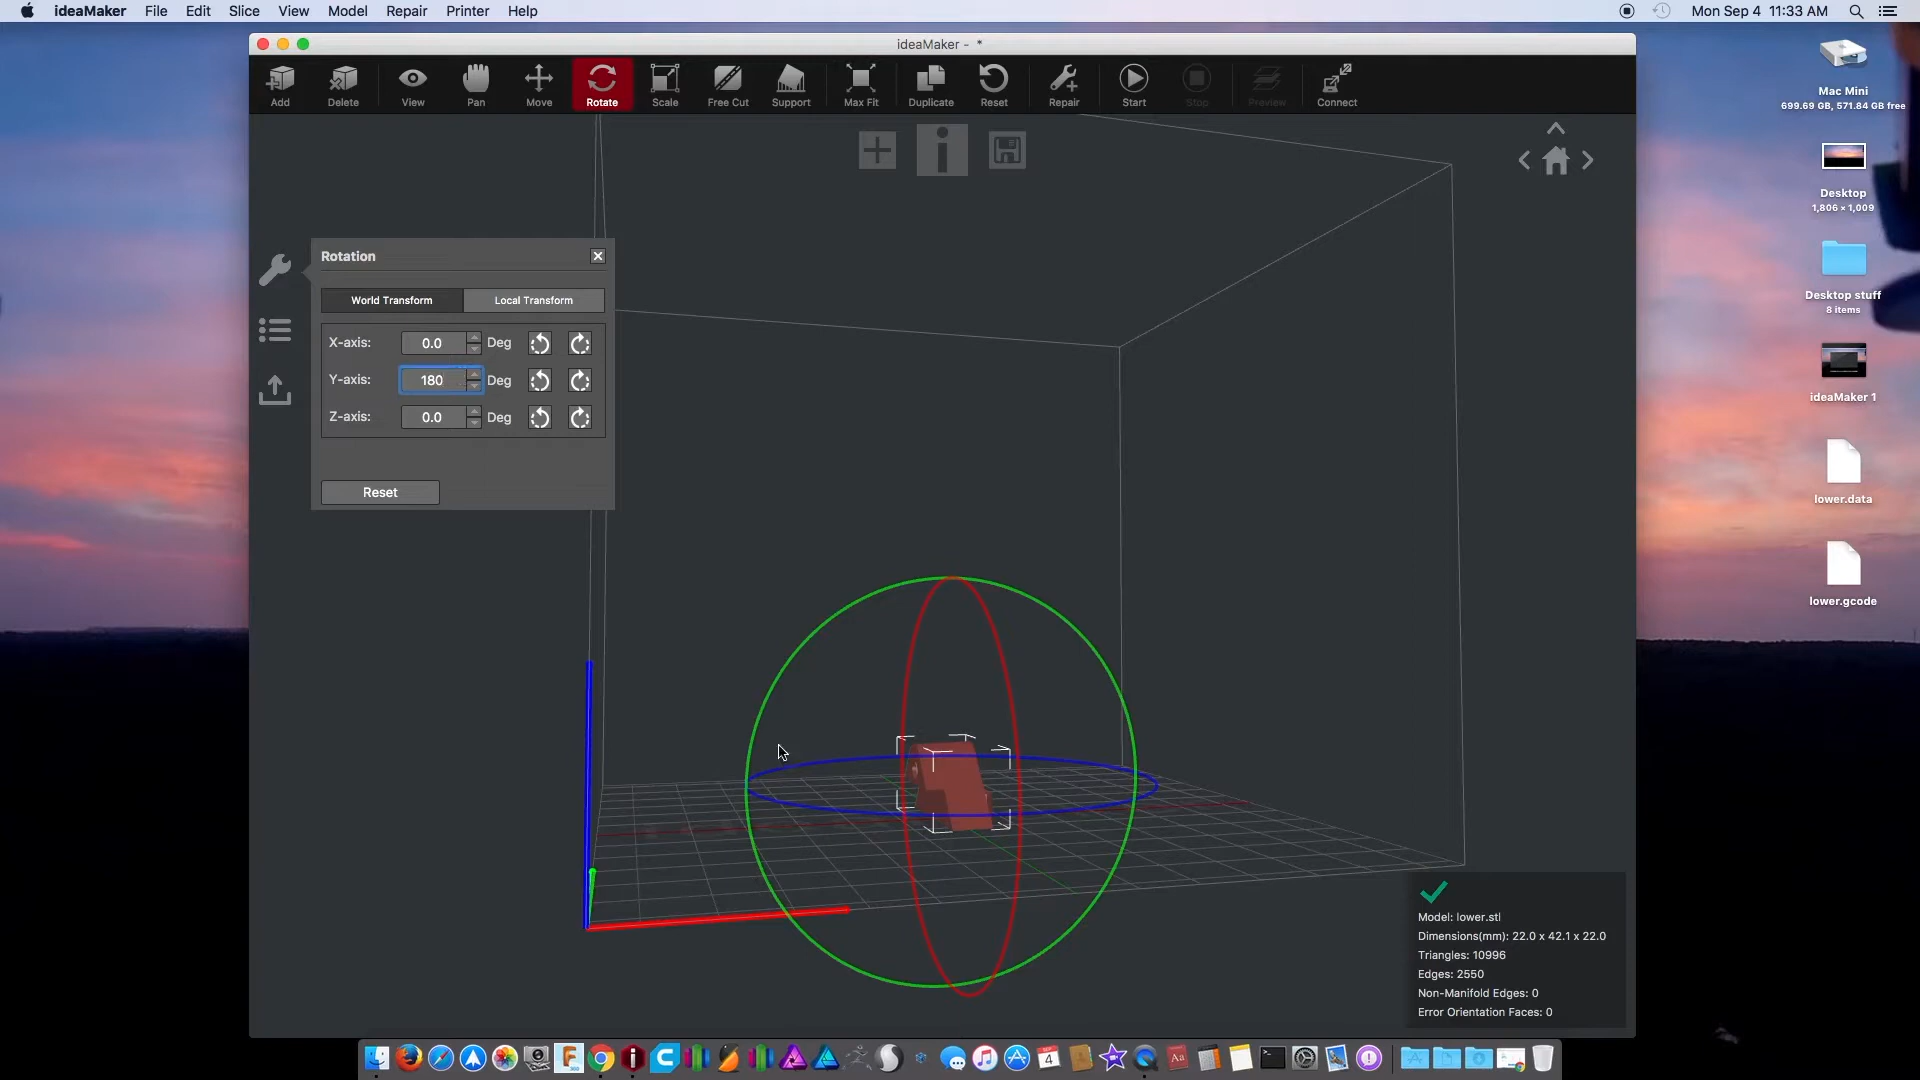 ideaMaker File Edit Slice View Model Repair Printer Help Mon Sep 4 11:33 AM
ideaMaker - *
Add Delete View Pan Move Rotate Scale Free Cut Support Max Fit Duplicate Reset Repair Start Stop Preview Connect
Mac Mini
699.69 GB, 571.84 GB free
Desktop
1,806 × 1,009
Desktop stuff
8 items
ideaMaker 1
lower.data
lower.gcode
Rotation
World Transform Local Transform
X-axis: 0.0 Deg
Y-axis: 180 Deg
Z-axis: 0.0 Deg
Reset
Model: lower.stl
Dimensions(mm): 22.0 x 42.1 x 22.0
Triangles: 10996
Edges: 2550
Non-Manifold Edges: 0
Error Orientation Faces: 0